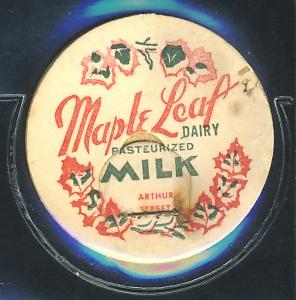 Maple Leaf
DAIRY
PASTEURIZED
MILK
ARTHUR
STREET